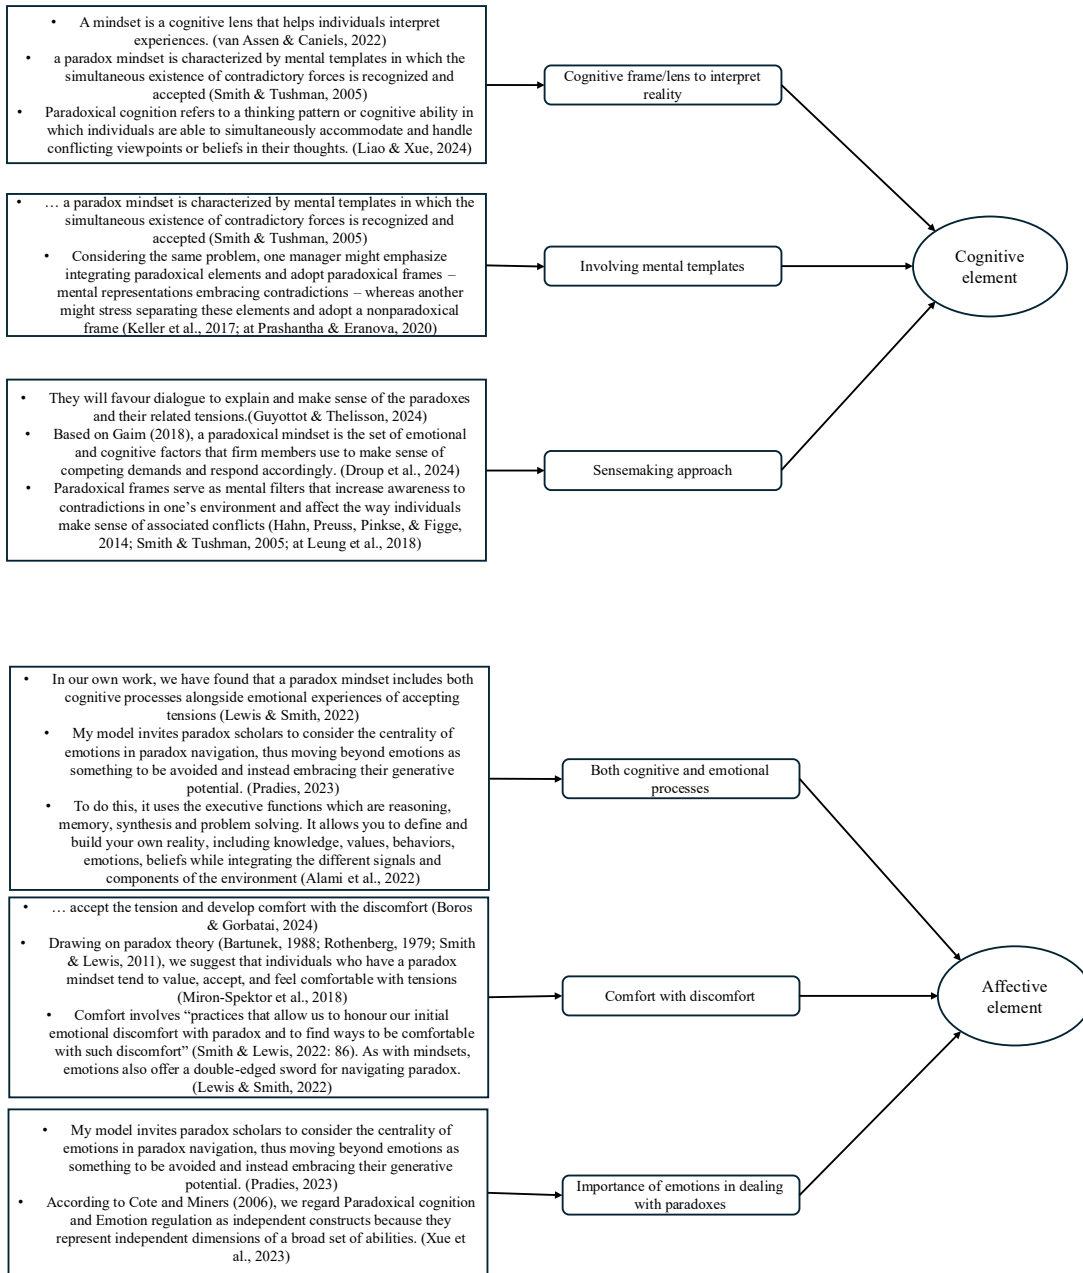 • A mindset is a cognitive lens that helps individuals interpret
experiences. (van Assen & Caniels, 2022)
• a paradox mindset is characterized by mental templates in which the
simultaneous existence of contradictory forces is recognized and
accepted (Smith & Tushman, 2005)
• Paradoxical cognition refers to a thinking pattern or cognitive ability in
which individuals are able to simultaneously accommodate and handle
conflicting viewpoints or beliefs in their thoughts. (Liao & Xue, 2024)
Cognitive frame/lens to interpret
reality
• … a paradox mindset is characterized by mental templates in which the
simultaneous existence of contradictory forces is recognized and
accepted (Smith & Tushman, 2005)
• Considering the same problem, one manager might emphasize
integrating paradoxical elements and adopt paradoxical frames –
mental representations embracing contradictions – whereas another
might stress separating these elements and adopt a nonparadoxical
frame (Keller et al., 2017; at Prashantha & Eranova, 2020)
Involving mental templates
Cognitive
element
• They will favour dialogue to explain and make sense of the paradoxes
and their related tensions.(Guyottot & Thelisson, 2024)
• Based on Gaim (2018), a paradoxical mindset is the set of emotional
and cognitive factors that firm members use to make sense of
competing demands and respond accordingly. (Droup et al., 2024)
• Paradoxical frames serve as mental filters that increase awareness to
contradictions in one’s environment and affect the way individuals
make sense of associated conflicts (Hahn, Preuss, Pinkse, & Figge,
2014; Smith & Tushman, 2005; at Leung et al., 2018)
Sensemaking approach
• In our own work, we have found that a paradox mindset includes both
cognitive processes alongside emotional experiences of accepting
tensions (Lewis & Smith, 2022)
• My model invites paradox scholars to consider the centrality of
emotions in paradox navigation, thus moving beyond emotions as
something to be avoided and instead embracing their generative
potential. (Pradies, 2023)
• To do this, it uses the executive functions which are reasoning,
memory, synthesis and problem solving. It allows you to define and
build your own reality, including knowledge, values, behaviors,
emotions, beliefs while integrating the different signals and
components of the environment (Alami et al., 2022)
Both cognitive and emotional
processes
• … accept the tension and develop comfort with the discomfort (Boros
& Gorbatai, 2024)
• Drawing on paradox theory (Bartunek, 1988; Rothenberg, 1979; Smith
& Lewis, 2011), we suggest that individuals who have a paradox
mindset tend to value, accept, and feel comfortable with tensions
(Miron-Spektor et al., 2018)
• Comfort involves “practices that allow us to honour our initial
emotional discomfort with paradox and to find ways to be comfortable
with such discomfort” (Smith & Lewis, 2022: 86). As with mindsets,
emotions also offer a double-edged sword for navigating paradox.
(Lewis & Smith, 2022)
Comfort with discomfort
Affective
element
• My model invites paradox scholars to consider the centrality of
emotions in paradox navigation, thus moving beyond emotions as
something to be avoided and instead embracing their generative
potential. (Pradies, 2023)
• According to Cote and Miners (2006), we regard Paradoxical cognition
and Emotion regulation as independent constructs because they
represent independent dimensions of a broad set of abilities. (Xue et
al., 2023)
Importance of emotions in dealing
with paradoxes